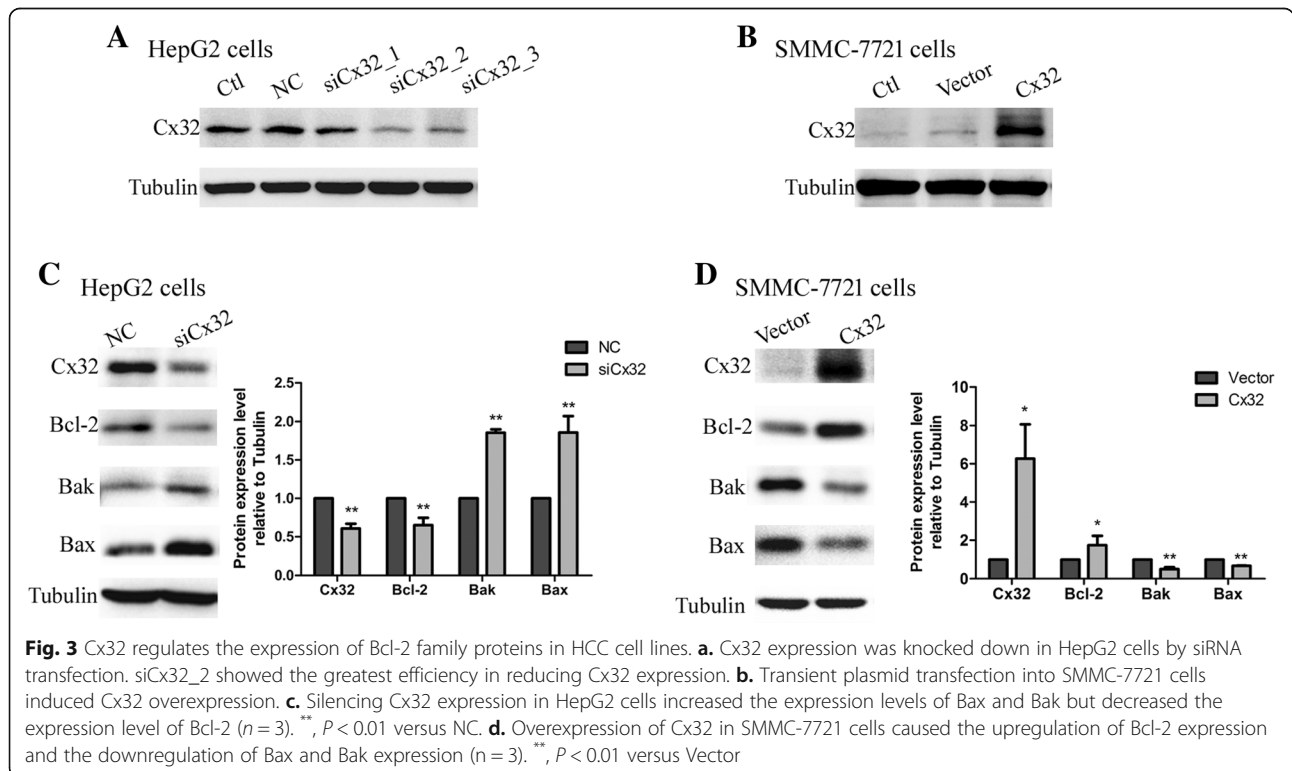 A
HepG2 cells
Ctl NC siCx32_1 siCx32_2 siCx32_3
Cx32
Tubulin
B
SMMC-7721 cells
Ctl Vector Cx32
Cx32
Tubulin
C
HepG2 cells
NC siCx32
Cx32
Bcl-2
Bak
Bax
Tubulin
NC
siCx32
Protein expression level
relative to Tubulin
2.5
2.0
1.5
1.0
0.5
0.0
** ** ** **
Cx32 Bcl-2 Bak Bax
D
SMMC-7721 cells
Vector Cx32
Cx32
Bcl-2
Bak
Bax
Tubulin
Vector
Cx32
Protein expression level
relative to Tubulin
10
8
6
4
2
0
* * ** **
Cx32 Bcl-2 Bak Bax
Fig. 3 Cx32 regulates the expression of Bcl-2 family proteins in HCC cell lines. a. Cx32 expression was knocked down in HepG2 cells by siRNA
transfection. siCx32_2 showed the greatest efficiency in reducing Cx32 expression. b. Transient plasmid transfection into SMMC-7721 cells
induced Cx32 overexpression. c. Silencing Cx32 expression in HepG2 cells increased the expression levels of Bax and Bak but decreased the
expression level of Bcl-2 (n = 3). **, P < 0.01 versus NC. d. Overexpression of Cx32 in SMMC-7721 cells caused the upregulation of Bcl-2 expression
and the downregulation of Bax and Bak expression (n = 3). **, P < 0.01 versus Vector